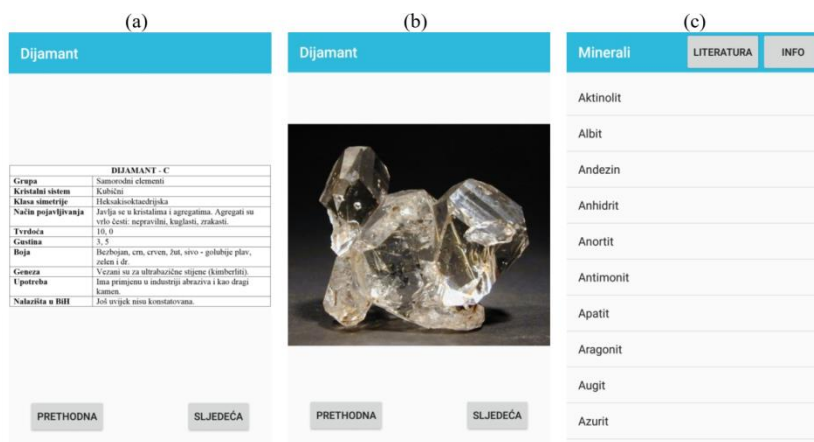 (a)
Dijamant
DIJAMANT - C
Grupa Samorodni elementi
Kristalni sistem Kubični
Klasa simetrije Heksakisoktaedrijska
Način pojavljivanja Javlja se u kristalima i agregatima. Agregati su
vrlo česti: nepravilni, kuglasti, zrakasti.
Tvrdoća 10, 0
Gustina 3, 5
Boja Bezbojan, crn, crven, žut, sivo - golubije plav,
zelen i dr.
Geneza Vezani su za ultrabazične stijene (kimberliti).
Upotreba Ima primjenu u industriji abraziva i kao dragi
kamen.
Nalazišta u BiH Još uvijek nisu konstatovana.
PRETHODNA SLJEDEĆA
(b)
Dijamant
PRETHODNA SLJEDEĆA
(c)
Minerali LITERATURA INFO
Aktinolit
Albit
Andezin
Anhidrit
Anortit
Antimonit
Apatit
Aragonit
Augit
Azurit